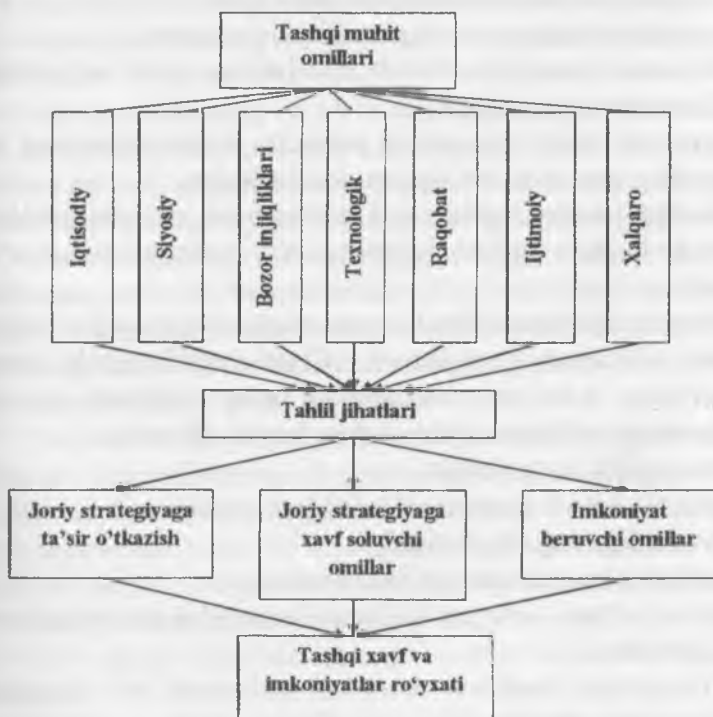 Tashqi muhit
omillari
Iqtisodiy
Siyosiy
Bozor injiqliklari
Texnologik
Raqobat
Ijtimoiy
Xalqaro
Tahlil jihatlari
Joriy strategiyaga
ta'sir o'tkazish
Joriy strategiyaga
xavf soluvchi
omillar
Imkoniyat
beruvchi omillar
Tashqi xavf va
imkoniyatlar ro‘yxati